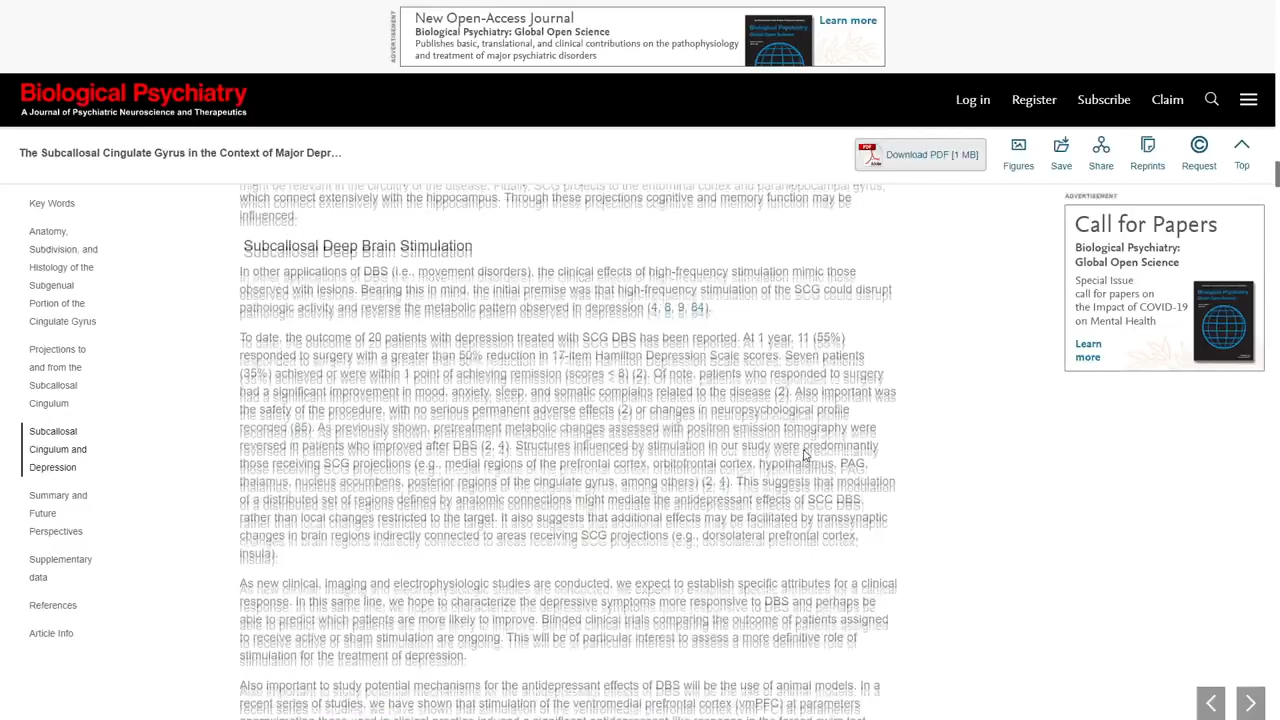 ADVERTISEMENT
New Open-Access Journal
Biological Psychiatry: Global Open Science
Publishes basic, translational, and clinical contributions on the pathophysiology
and treatment of major psychiatric disorders
Learn more
Biological Psychiatry
A Journal of Psychiatric Neuroscience and Therapeutics
Log in
Register
Subscribe
Claim
The Subcallosal Cingulate Gyrus in the Context of Major Depr...
Download PDF [1 MB]
Figures
Save
Share
Reprints
Request
Top
Key Words
Anatomy,
Subdivision, and
Histology of the
Subgenual
Portion of the
Cingulate Gyrus
Projections to
and from the
Subcallosal
Cingulum
Subcallosal
Cingulum and
Depression
Summary and
Future
Perspectives
Supplementary
data
References
Article Info
might be relevant in the circuitry of the disease. Finally, SCG projects to the entorhinal cortex and parahippocampal gyrus,
which connect extensively with the hippocampus. Through these projections cognitive and memory function may be
influenced.
Subcallosal Deep Brain Stimulation
In other applications of DBS (i.e., movement disorders), the clinical effects of high-frequency stimulation mimic those
observed with lesions. Bearing this in mind, the initial premise was that high-frequency stimulation of the SCG could disrupt
pathologic activity and reverse the metabolic pattern observed in depression (4, 8, 9, 84).
To date, the outcome of 20 patients with depression treated with SCG DBS has been reported. At 1 year, 11 (55%)
responded to surgery with a greater than 50% reduction in 17-item Hamilton Depression Scale scores. Seven patients
(35%) achieved or were within 1 point of achieving remission (scores < 8) (2). Of note, patients who responded to surgery
had a significant improvement in mood, anxiety, sleep, and somatic complaints related to the disease (2). Also important was
the safety of the procedure, with no serious permanent adverse effects (2) or changes in neuropsychological profile
recorded (85). As previously shown, pretreatment metabolic changes assessed with positron emission tomography were
reversed in patients who improved after DBS (2, 4). Structures influenced by stimulation in our study were predominantly
those receiving SCG projections (e.g., medial regions of the prefrontal cortex, orbitofrontal cortex, hypothalamus, PAG,
thalamus, nucleus accumbens, posterior regions of the cingulate gyrus, among others) (2, 4). This suggests that modulation
of a distributed set of regions defined by anatomic connections might mediate the antidepressant effects of SCC DBS,
rather than local changes restricted to the target. It also suggests that additional effects may be facilitated by transsynaptic
changes in brain regions indirectly connected to areas receiving SCG projections (e.g., dorsolateral prefrontal cortex,
insula).
As new clinical, imaging and electrophysiologic studies are conducted, we expect to establish specific attributes for a clinical
response. In this same line, we hope to characterize the depressive symptoms more responsive to DBS and perhaps be
able to predict which patients are more likely to improve. Blinded clinical trials comparing the outcome of patients assigned
to receive active or sham stimulation are ongoing. This will be of particular interest to assess a more definitive role of
stimulation for the treatment of depression.
Also important to study potential mechanisms for the antidepressant effects of DBS will be the use of animal models. In a
recent series of studies, we have shown that stimulation of the ventromedial prefrontal cortex (vmPFC) at parameters
ADVERTISEMENT
Call for Papers
Biological Psychiatry:
Global Open Science
Special Issue
call for papers on
the Impact of COVID-19
on Mental Health
Learn
more